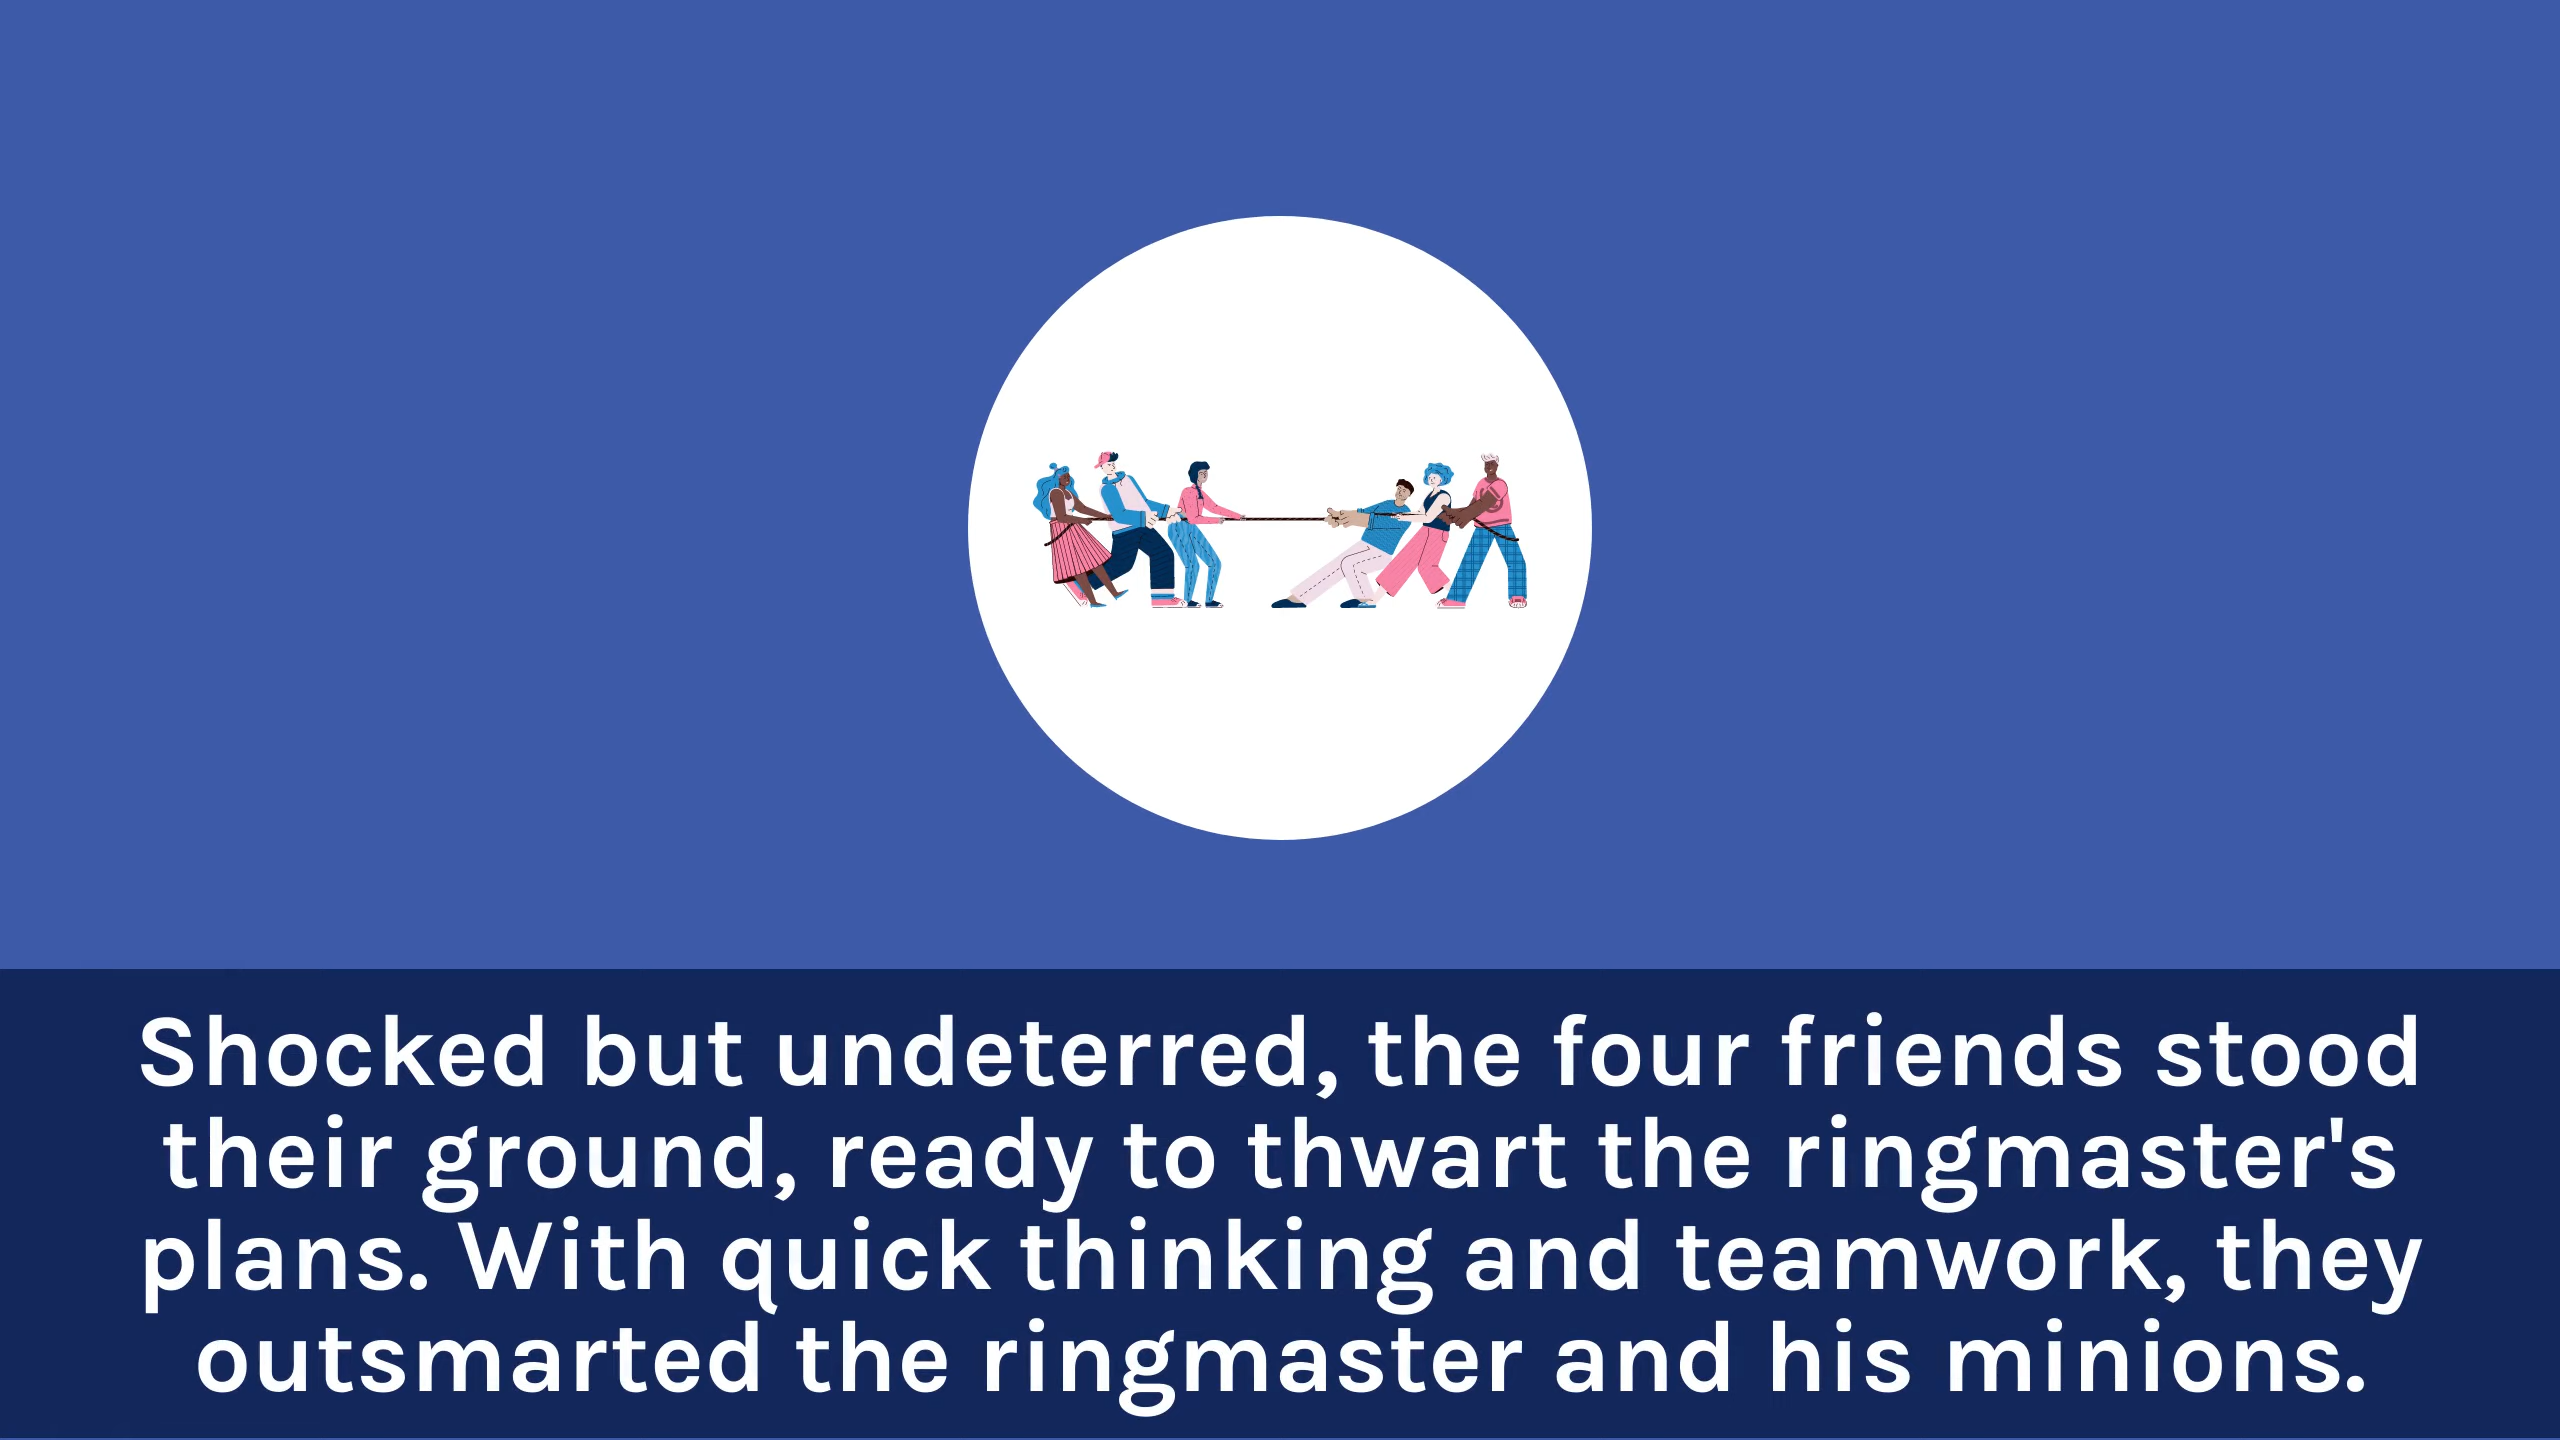 Shocked but undeterred, the four friends stood
their ground, ready to thwart the ringmaster's
plans. With quick thinking and teamwork, they
outsmarted the ringmaster and his minions.